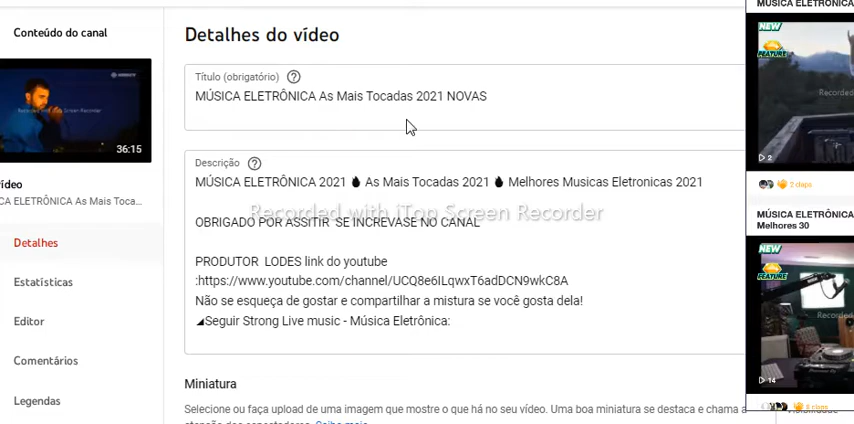 Conteúdo do canal
36:15
vídeo
CA ELETRÔNICA As Mais Toca...
Detalhes
Estatísticas
Editor
Comentários
Legendas
Detalhes do vídeo
Título (obrigatório)
MÚSICA ELETRÔNICA As Mais Tocadas 2021 NOVAS
Descrição
MÚSICA ELETRÔNICA 2021 As Mais Tocadas 2021 Melhores Musicas Eletronicas 2021
Recorded with iTop Screen Recorder
OBRIGADO POR ASSITIR SE INCREVASE NO CANAL
PRODUTOR LODES link do youtube
:https://www.youtube.com/channel/UCQ8e6ILqwxT6adDCN9wkC8A
Não se esqueça de gostar e compartilhar a mistura se você gosta dela!
Seguir Strong Live music - Música Eletrônica:
Miniatura
Selecione ou faça upload de uma imagem que mostre o que há no seu vídeo. Uma boa miniatura se destaca e chama a
MÚSICA ELETRÔNICA
NEW
FEATURE
Recorded
2
2 claps
MÚSICA ELETRÔNICA
Melhores 30
NEW
FEATURE
Recorded
14